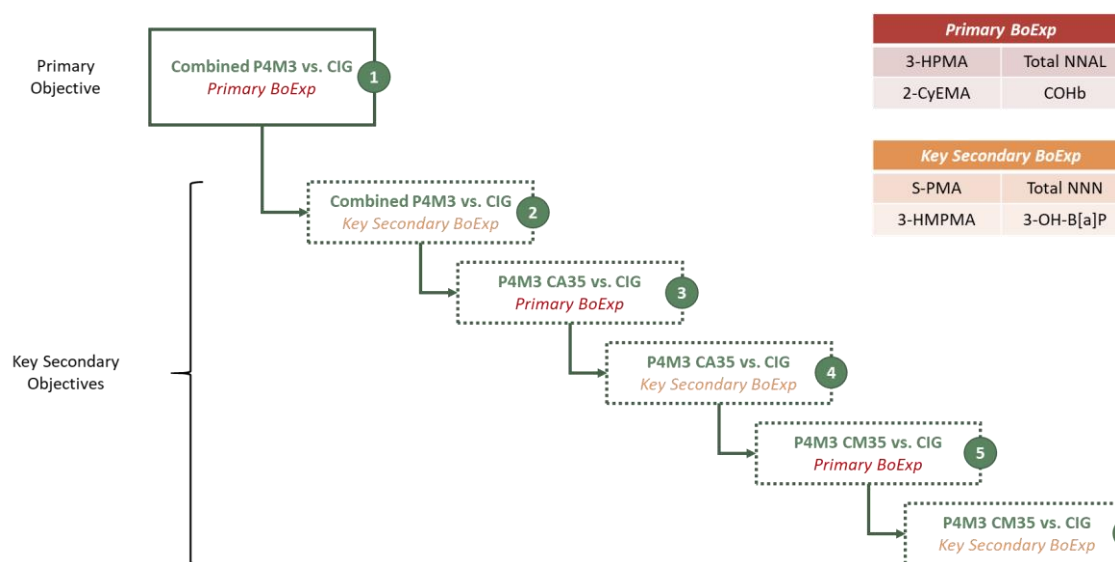 Primary
Objective
Combined P4M3 vs. CIG
Primary BoExp
1
Primary BoExp
3-HPMA Total NNAL
2-CyEMA COHb
Key Secondary BoExp
S-PMA Total NNN
3-HMPMA 3-OH-B[a]P
Combined P4M3 vs. CIG
Key Secondary BoExp
2
P4M3 CA35 vs. CIG
Primary BoExp
3
Key Secondary
Objectives
P4M3 CA35 vs. CIG
Key Secondary BoExp
4
P4M3 CM35 vs. CIG
Primary BoExp
5
P4M3 CM35 vs. CIG
Key Secondary BoExp